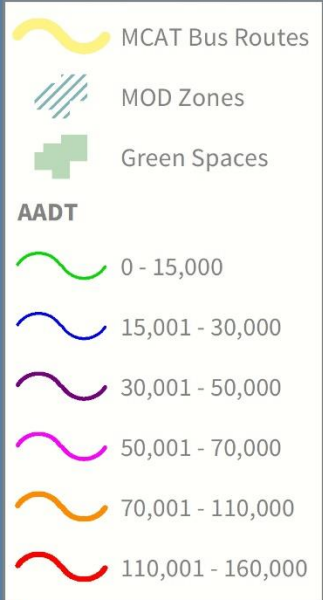 MCAT Bus Routes
MOD Zones
Green Spaces
AADT
0 - 15,000
15,001 - 30,000
30,001 - 50,000
50,001 - 70,000
70,001 - 110,000
110,001 - 160,000